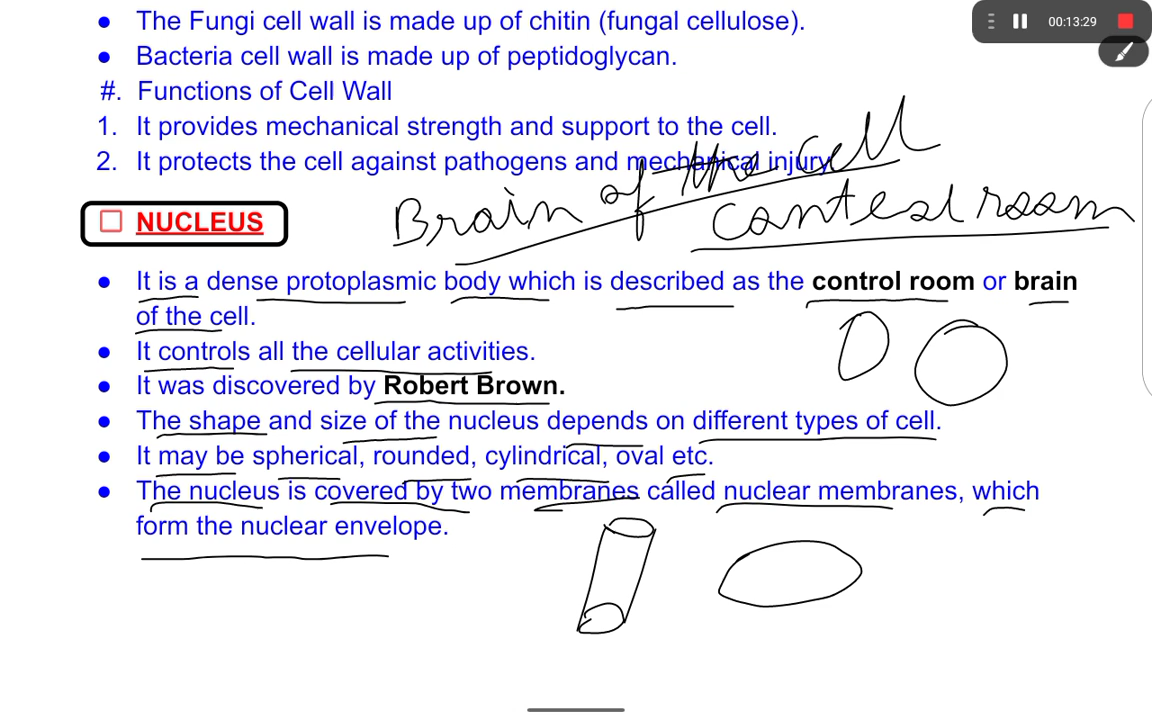 00:13:29
● The Fungi cell wall is made up of chitin (fungal cellulose).
● Bacteria cell wall is made up of peptidoglycan.
#. Functions of Cell Wall
1. It provides mechanical strength and support to the cell.
2. It protects the cell against pathogens and mechanical injury.
Brain of the cell
contest room
NUCLEUS
● It is a dense protoplasmic body which is described as the control room or brain
of the cell.
● It controls all the cellular activities.
● It was discovered by Robert Brown.
● The shape and size of the nucleus depends on different types of cell.
● It may be spherical, rounded, cylindrical, oval etc.
● The nucleus is covered by two membranes called nuclear membranes, which
form the nuclear envelope.